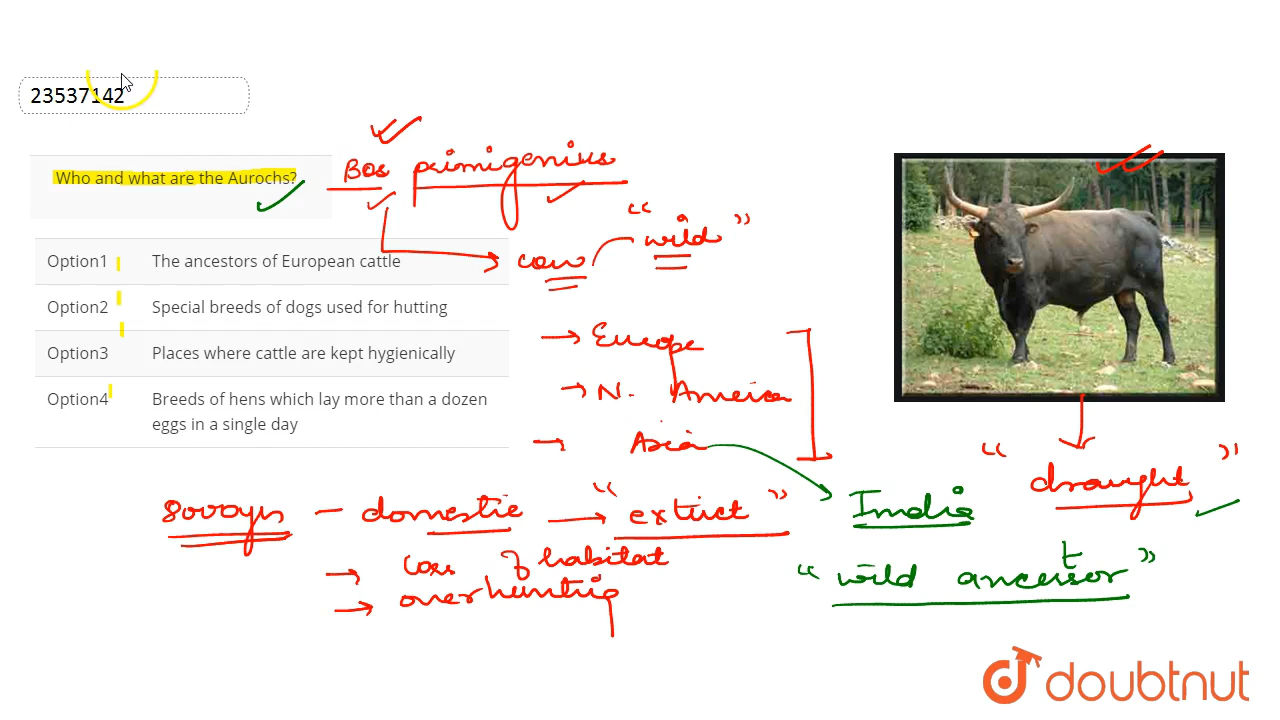 23537142
Who and what are the Aurochs?
Bos primigenius
cow "wild"
Option1 The ancestors of European cattle
Option2 Special breeds of dogs used for hutting
Option3 Places where cattle are kept hygienically
Option4 Breeds of hens which lay more than a dozen
eggs in a single day
→ Europe
→ N. America
→ Asia
India
"draught"
8000yrs - domestic → "extict"
→ Loss of habitat
→ overhunting
"wild ancestor"
t
doubtnut